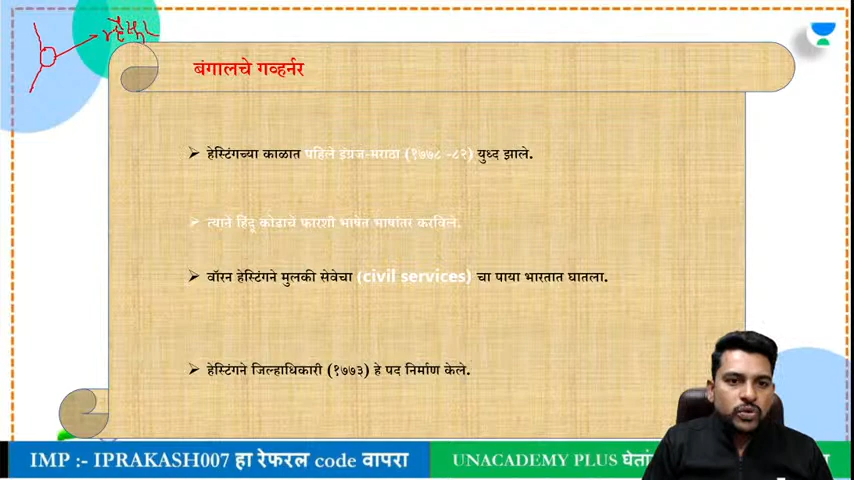 म्हैसूर
बंगालचे गव्हर्नर
➢ हेस्टिंगच्या काळात पहिले इंग्रज-मराठा (१७७८ -८२) युध्द झाले.
➢ त्याने हिंदू कोडाचे फारशी भाषेत भाषांतर करविले.
➢ वॉरन हेस्टिंगने मुलकी सेवेचा (civil services) चा पाया भारतात घातला.
➢ हेस्टिंगने जिल्हाधिकारी (१७७३) हे पद निर्माण केले.
IMP :- IPRAKASH007 हा रेफरल code वापरा
UNACADEMY PLUS